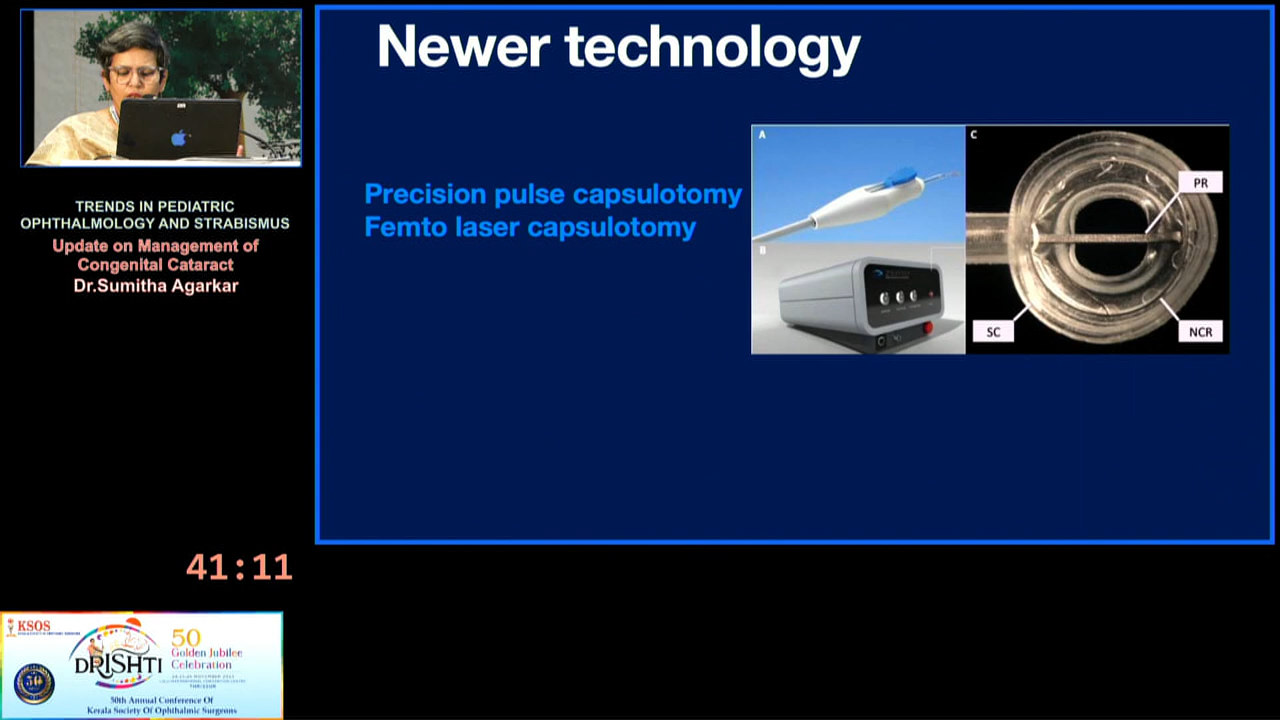 Newer technology
Precision pulse capsulotomy
Femto laser capsulotomy
A
B
C
PR
SC
NCR
TRENDS IN PEDIATRIC
OPHTHALMOLOGY AND STRABISMUS
Update on Management of
Congenital Cataract
Dr.Sumitha Agarkar
41:11
KSOS
DRISHTI
50
Golden Jubilee
Celebration
THRISSUR
50th Annual Conference Of
Kerala Society Of Ophthalmic Surgeons